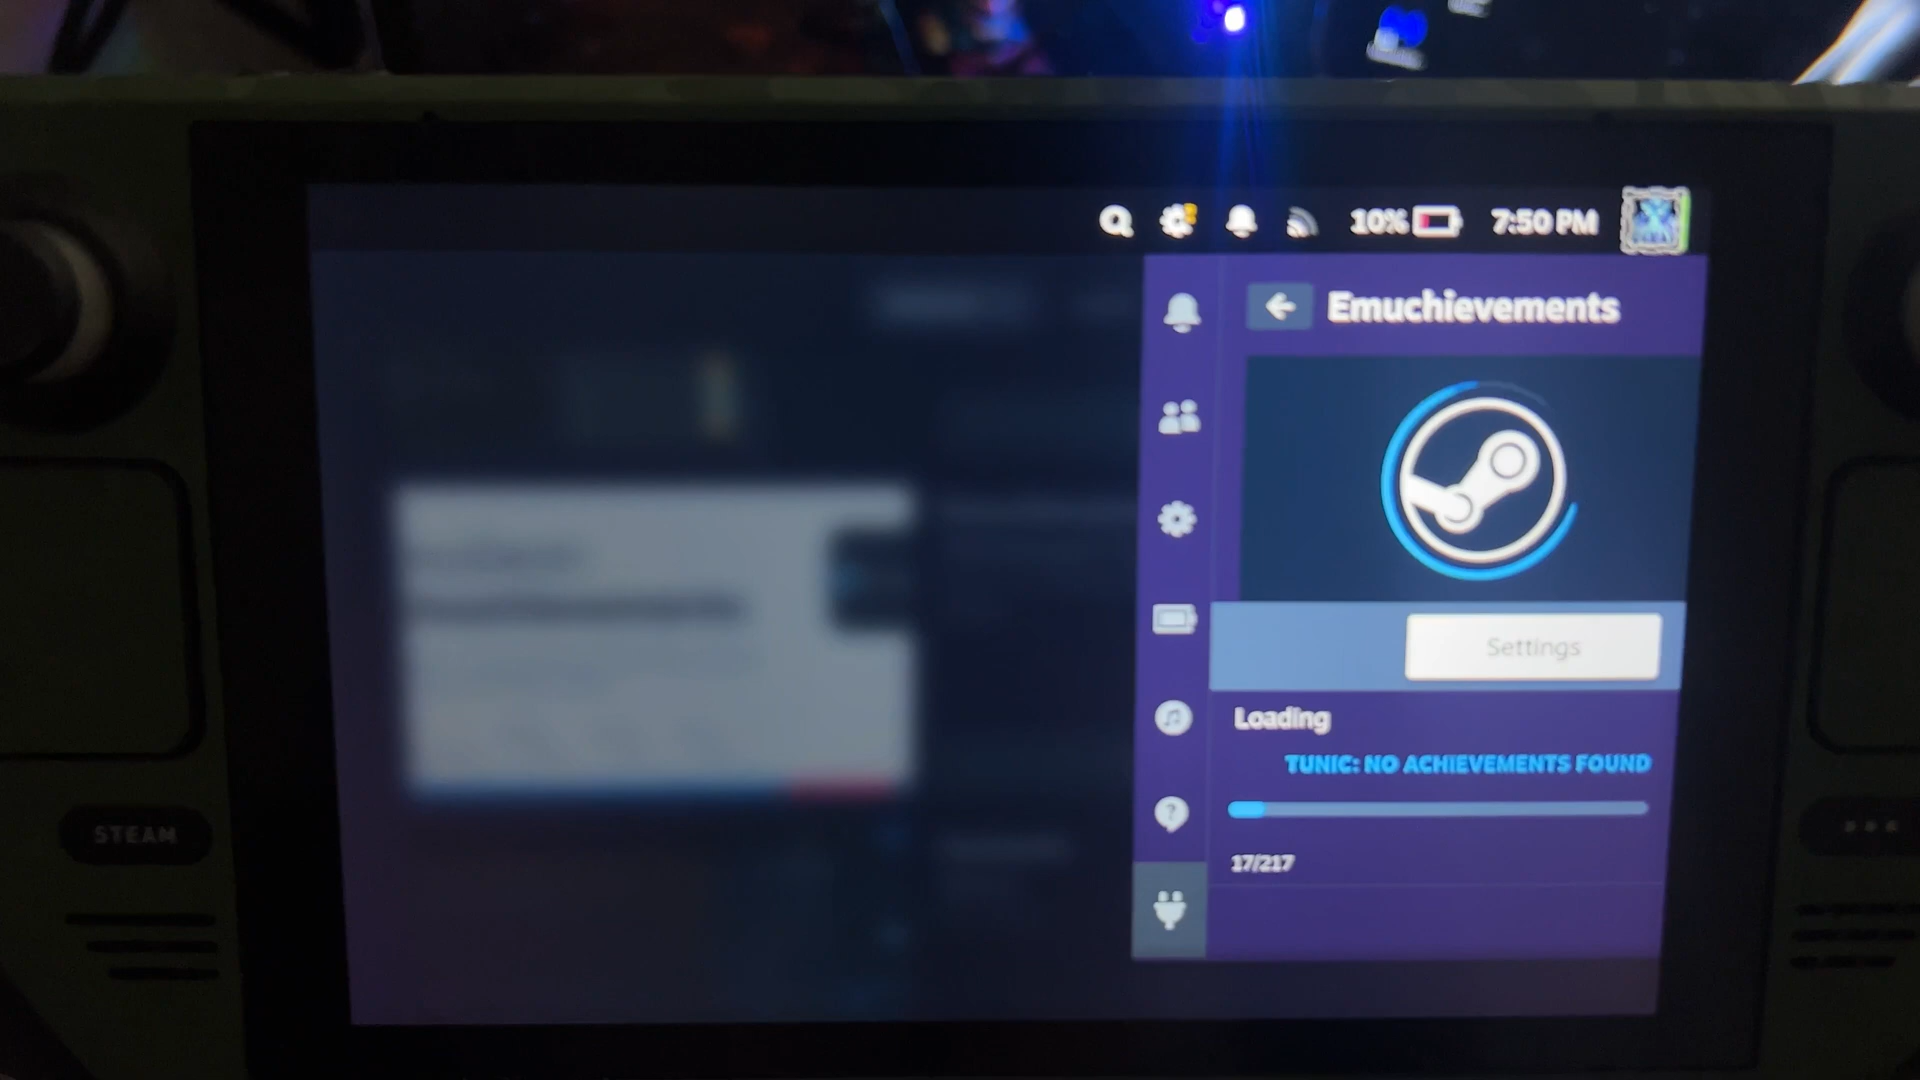 10% 7:50 PM
Emuchievements
Settings
Loading
TUNIC: NO ACHIEVEMENTS FOUND
17/217
STEAM